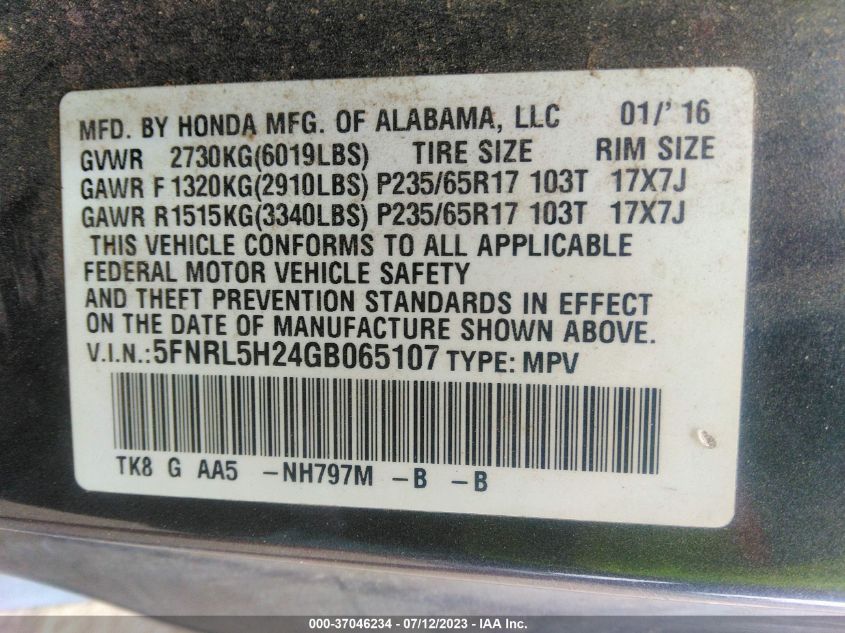 MFD. BY HONDA MFG. OF ALABAMA, LLC 01/'16
GVWR 2730KG(6019LBS) TIRE SIZE RIM SIZE
GAWR F 1320KG(2910LBS) P235/65R17 103T 17X7J
GAWR R1515KG(3340LBS) P235/65R17 103T 17X7J
THIS VEHICLE CONFORMS TO ALL APPLICABLE
FEDERAL MOTOR VEHICLE SAFETY
AND THEFT PREVENTION STANDARDS IN EFFECT
ON THE DATE OF MANUFACTURE SHOWN ABOVE.
V.I.N.:5FNRL5H24GB065107 TYPE: MPV
TK8 G AA5 -NH797M -B -B
000-37046234 - 07/12/2023 - IAA Inc.